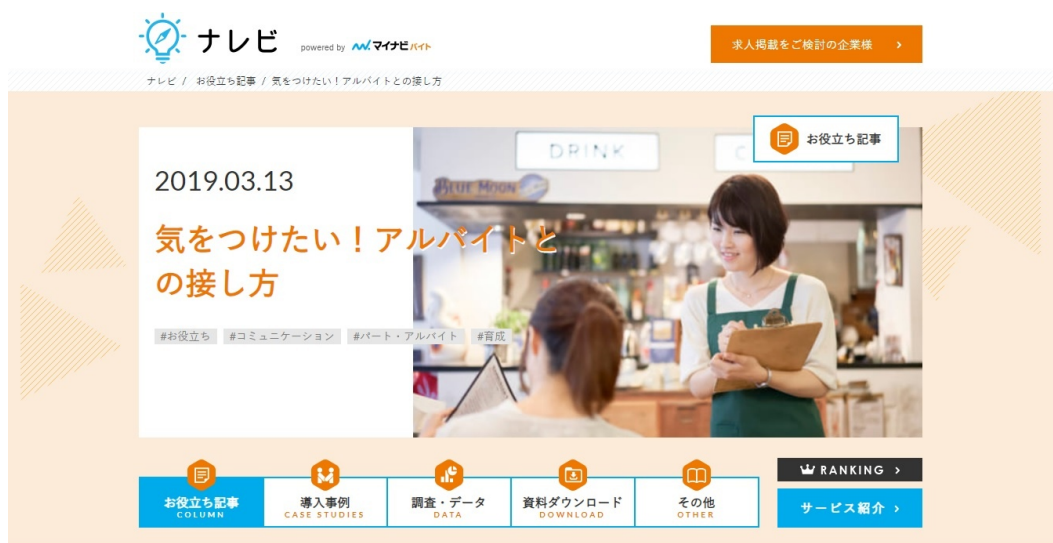 ナレビ
powered by マイナビバイト
求人掲載をご検討の企業様 >
ナレビ / お役立ち記事 / 気をつけたい！アルバイトとの接し方
お役立ち記事
DRINK
C
BLUE MOON
2019.03.13
気をつけたい！アルバイトと
の接し方
#お役立ち #コミュニケーション #パート・アルバイト #育成
RANKING >
お役立ち記事
COLUMN
導入事例
CASE STUDIES
調査・データ
DATA
資料ダウンロード
DOWNLOAD
その他
OTHER
サービス紹介 >